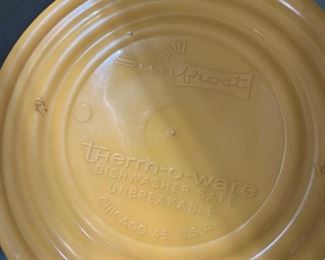 Sunfrost
Therm-o-ware
DISHWASHER SAFE
UNBREAKABLE
CHICAGO 45, U.S.A.